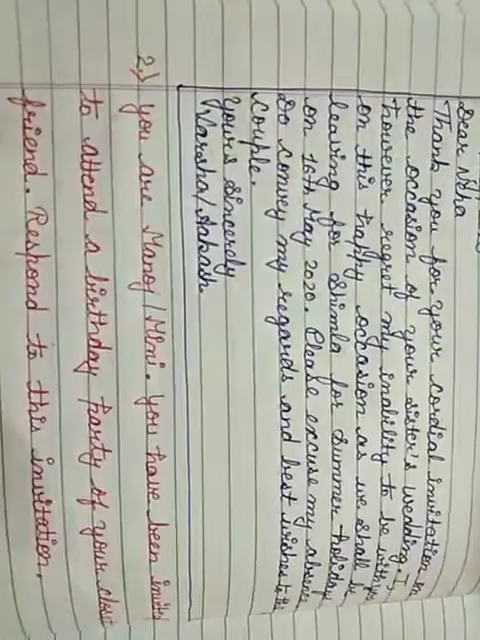 Dear Neha
Thank you for your cordial invitation on
the occasion of your sister's wedding. I
however regret my inability to be with you
on this happy occasion as we shall be
leaving for Shimla for Summer holiday
on 16th May 2020. Please excuse my absence
Do convey my regards and best wishes to the
couple.
yours sincerely
Varsha/Aakash.
2.) you are Manoj/Mini. you have been invited
to attend a birthday party of your close
friend. Respond to this invitation.